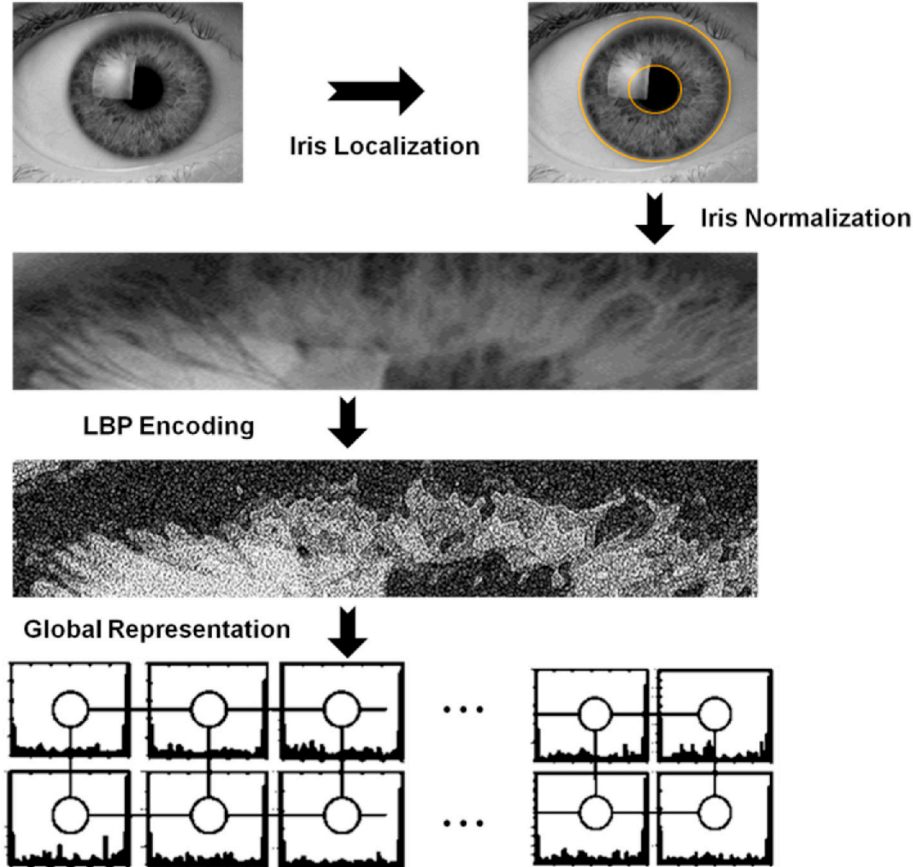 Iris Localization
Iris Normalization
LBP Encoding
Global Representation
...
...